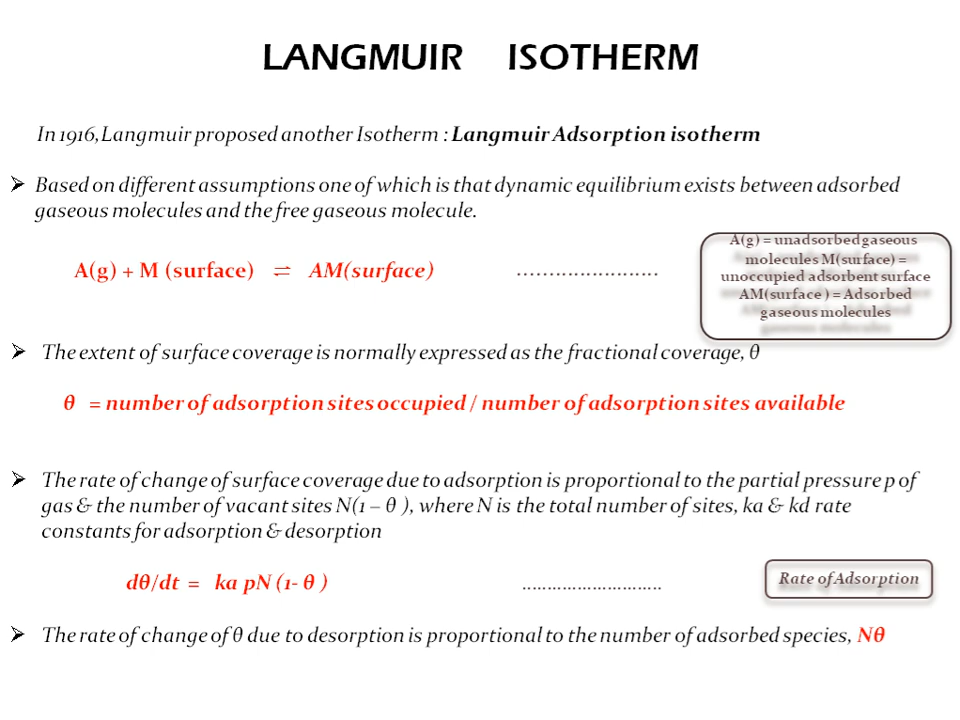 LANGMUIR ISOTHERM
In 1916,Langmuir proposed another Isotherm : Langmuir Adsorption isotherm
➢ Based on different assumptions one of which is that dynamic equilibrium exists between adsorbed
gaseous molecules and the free gaseous molecule.
A(g) + M (surface) ⇌ AM(surface) ......................
A(g) = unadsorbed gaseous
molecules M(surface) =
unoccupied adsorbent surface
AM(surface ) = Adsorbed
gaseous molecules
➢ The extent of surface coverage is normally expressed as the fractional coverage, θ
θ = number of adsorption sites occupied / number of adsorption sites available
➢ The rate of change of surface coverage due to adsorption is proportional to the partial pressure p of
gas & the number of vacant sites N(1 – θ ), where N is the total number of sites, ka & kd rate
constants for adsorption & desorption
dθ/dt = ka pN (1- θ ) ............................
Rate of Adsorption
➢ The rate of change of θ due to desorption is proportional to the number of adsorbed species, Nθ